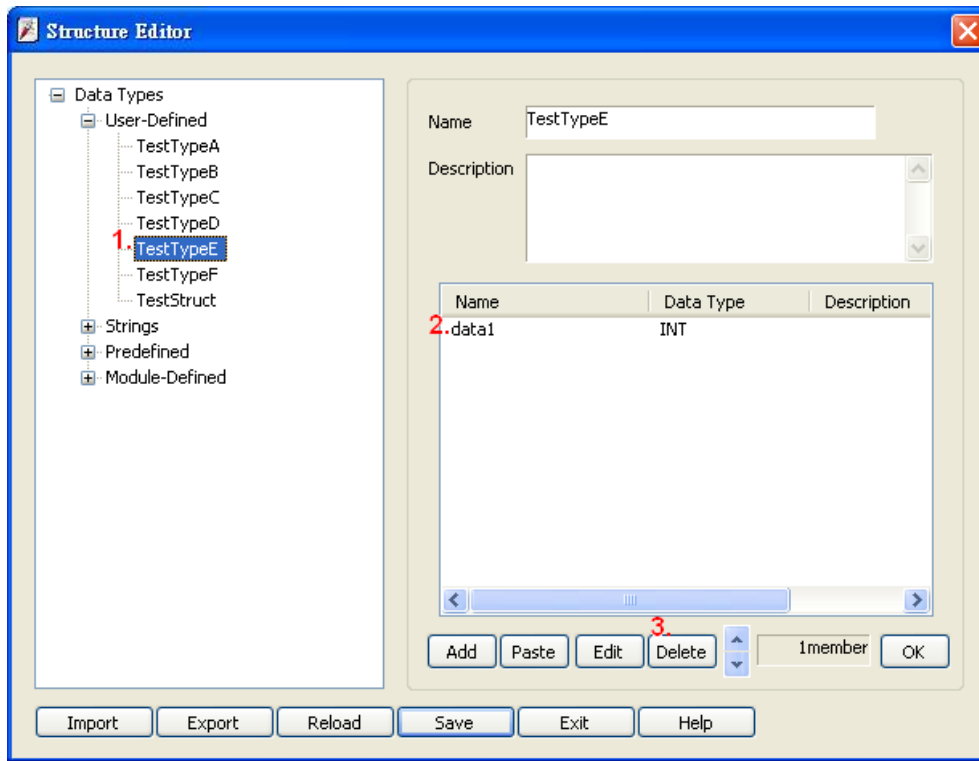 Structure Editor
Data Types
User-Defined
TestTypeA
TestTypeB
TestTypeC
TestTypeD
1. TestTypeE
TestTypeF
TestStruct
Strings
Predefined
Module-Defined
Name TestTypeE
Description
Name Data Type Description
2. data1 INT
3.
Add Paste Edit Delete 1member OK
Import Export Reload Save Exit Help